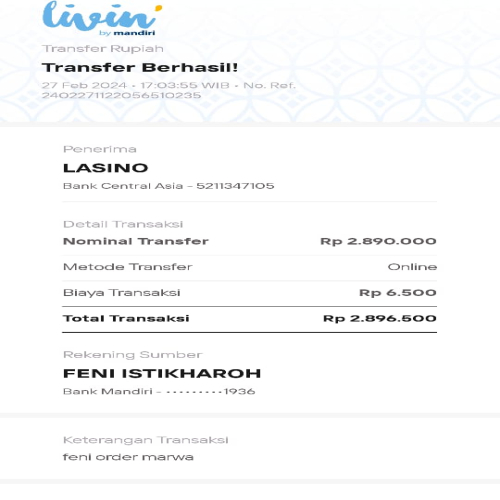 livin'
by mandiri
Transfer Rupiah
Transfer Berhasil!
27 Feb 2024 • 17:03:55 WIB • No. Ref.
2402271122056510235
Penerima
LASINO
Bank Central Asia - 5211347105
Detail Transaksi
Nominal Transfer Rp 2.890.000
Metode Transfer Online
Biaya Transaksi Rp 6.500
Total Transaksi Rp 2.896.500
Rekening Sumber
FENI ISTIKHAROH
Bank Mandiri - •••••••••1936
Keterangan Transaksi
feni order marwa